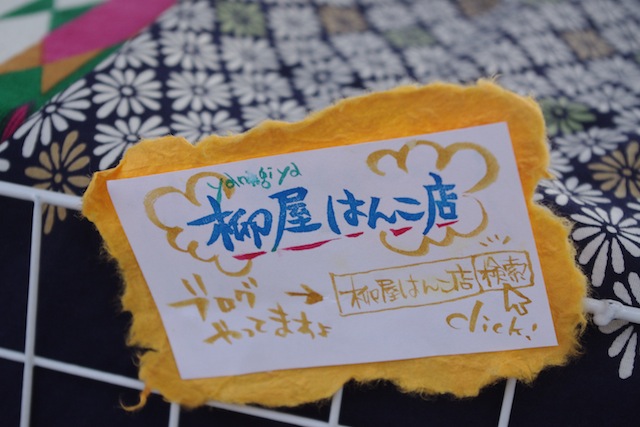 yanagiya
柳屋はんこ店
ブログ → 柳屋はんこ店 検索
やってますよ click!